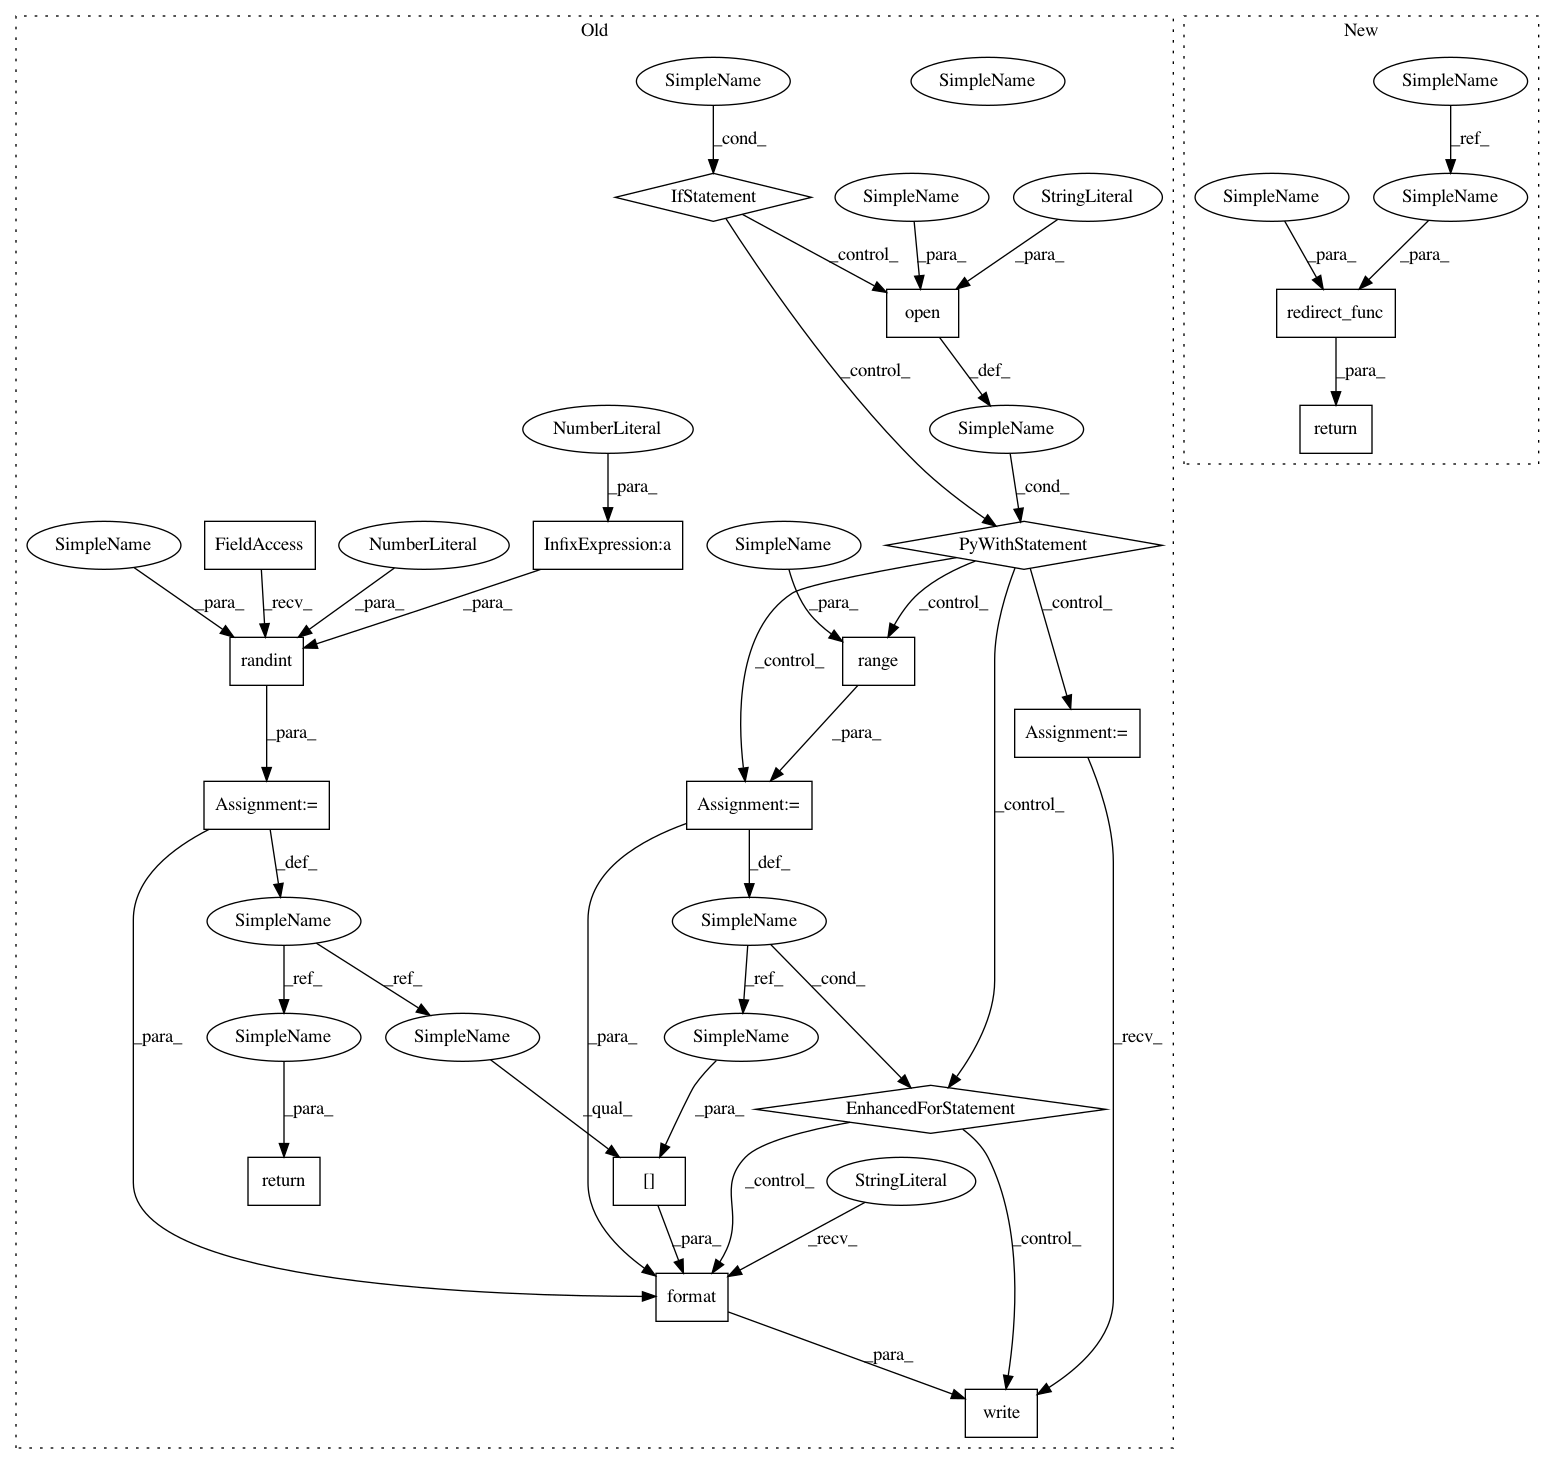 Old
New
SimpleName
SimpleName
SimpleName
_cond_
_ref_
IfStatement
SimpleName
StringLiteral
SimpleName
SimpleName
_control_
_para_
_para_
_para_
_para_
open
redirect_func
_control_
_def_
_para_
NumberLiteral
SimpleName
return
_para_
_cond_
SimpleName
FieldAccess
NumberLiteral
InfixExpression:a
SimpleName
PyWithStatement
_para_
_recv_
_para_
_para_
_para_
_control_
_control_
randint
range
_control_
_para_
_para_
Assignment:=
Assignment:=
Assignment:=
_control_
_def_
_def_
SimpleName
SimpleName
_ref_
_ref_
_ref_
_cond_
_para_
SimpleName
SimpleName
_para_
SimpleName
_recv_
_para_
_qual_
_para_
EnhancedForStatement
return
[]
StringLiteral
_control_
_para_
_recv_
_control_
format
_para_
write